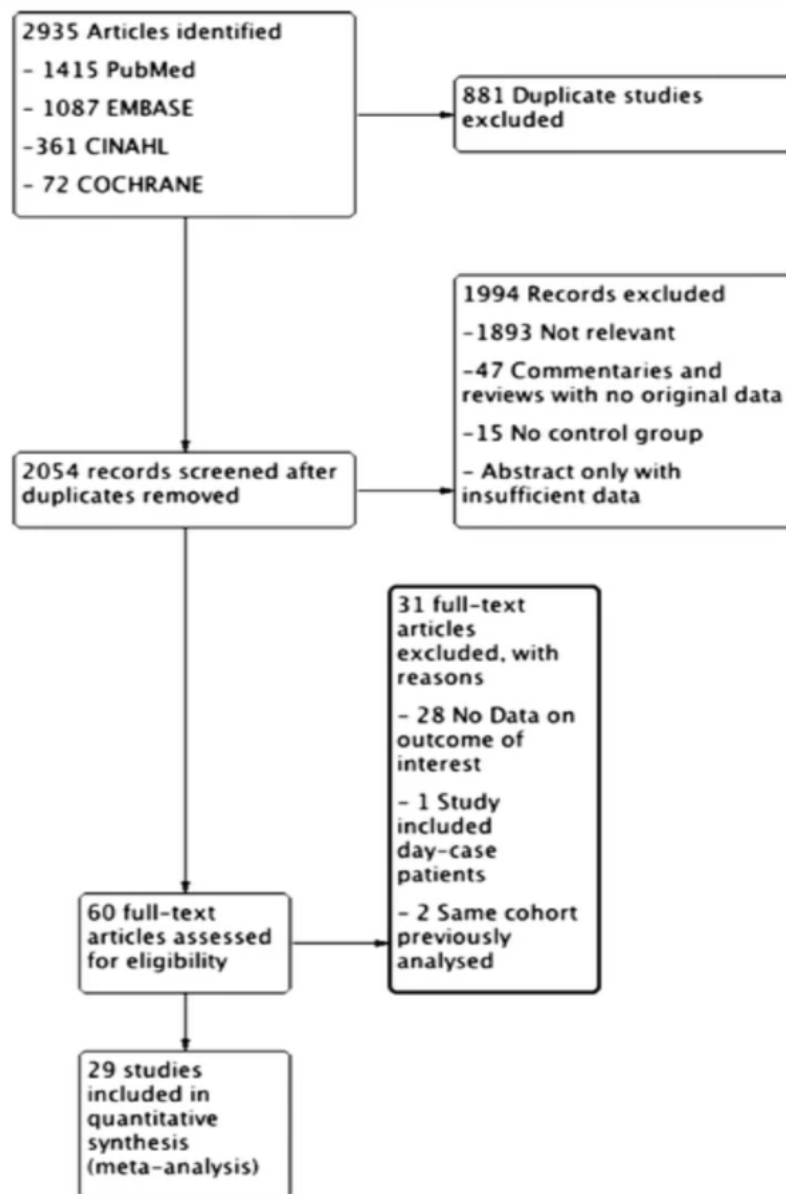 2935 Articles identified
- 1415 PubMed
- 1087 EMBASE
-361 CINAHL
- 72 COCHRANE
881 Duplicate studies
excluded
1994 Records excluded
-1893 Not relevant
-47 Commentaries and
reviews with no original data
-15 No control group
- Abstract only with
insufficient data
2054 records screened after
duplicates removed
31 full-text
articles
excluded, with
reasons
- 28 No Data on
outcome of
interest
- 1 Study
included
day-case
patients
- 2 Same cohort
previously
analysed
60 full-text
articles assessed
for eligibility
29 studies
included in
quantitative
synthesis
(meta-analysis)